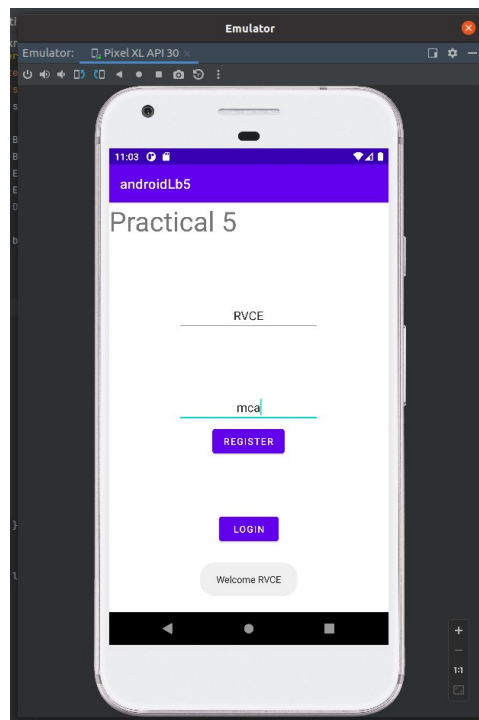 Emulator
Emulator: Pixel XL API 30
11:03
androidLb5
Practical 5
RVCE
mca
REGISTER
LOGIN
Welcome RVCE
1:1